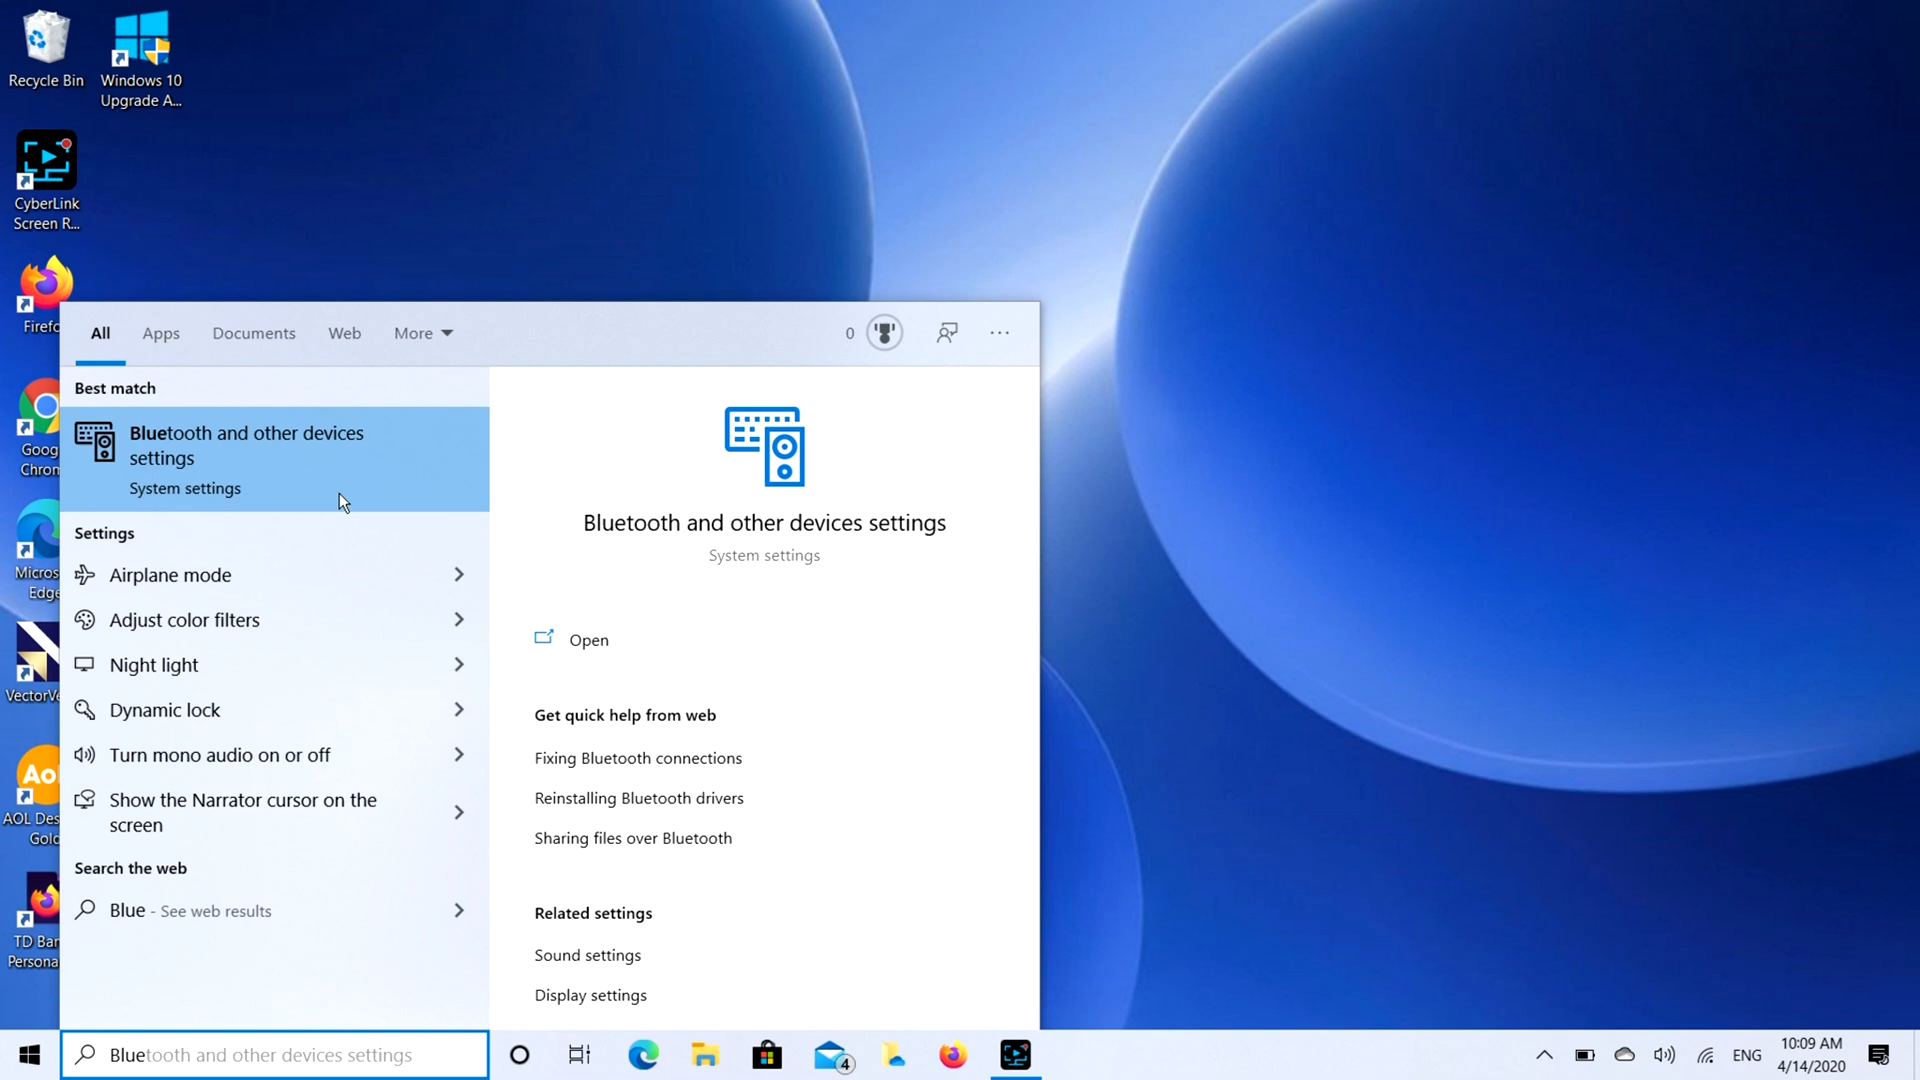 Recycle Bin
Windows 10
Upgrade A...
CyberLink
Screen R...
Firefo
Goog
Chrom
Micros
Edge
VectorVe
AOL Des
Gold
TD Ban
Persona
All
Apps
Documents
Web
More
0
Best match
Bluetooth and other devices
settings
System settings
Settings
Airplane mode
Adjust color filters
Night light
Dynamic lock
Turn mono audio on or off
Show the Narrator cursor on the
screen
Search the web
Blue - See web results
Bluetooth and other devices settings
System settings
Open
Get quick help from web
Fixing Bluetooth connections
Reinstalling Bluetooth drivers
Sharing files over Bluetooth
Related settings
Sound settings
Display settings
Bluetooth and other devices settings
4
ENG
10:09 AM
4/14/2020